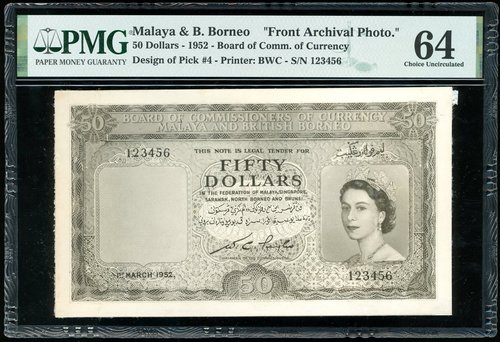 PMG
PAPER MONEY GUARANTY
Malaya & B. Borneo "Front Archival Photo."
50 Dollars - 1952 - Board of Comm. of Currency
Design of Pick #4 - Printer: BWC - S/N 123456
64
Choice Uncirculated
50
BOARD OF COMMISSIONERS OF CURRENCY
MALAYA AND BRITISH BORNEO
50
123456
THIS NOTE IS LEGAL TENDER FOR
FIFTY
DOLLARS
IN THE FEDERATION OF MALAYA, SINGAPORE,
SARAWAK, NORTH BORNEO AND BRUNEI
1ST MARCH 1952.
50
123456